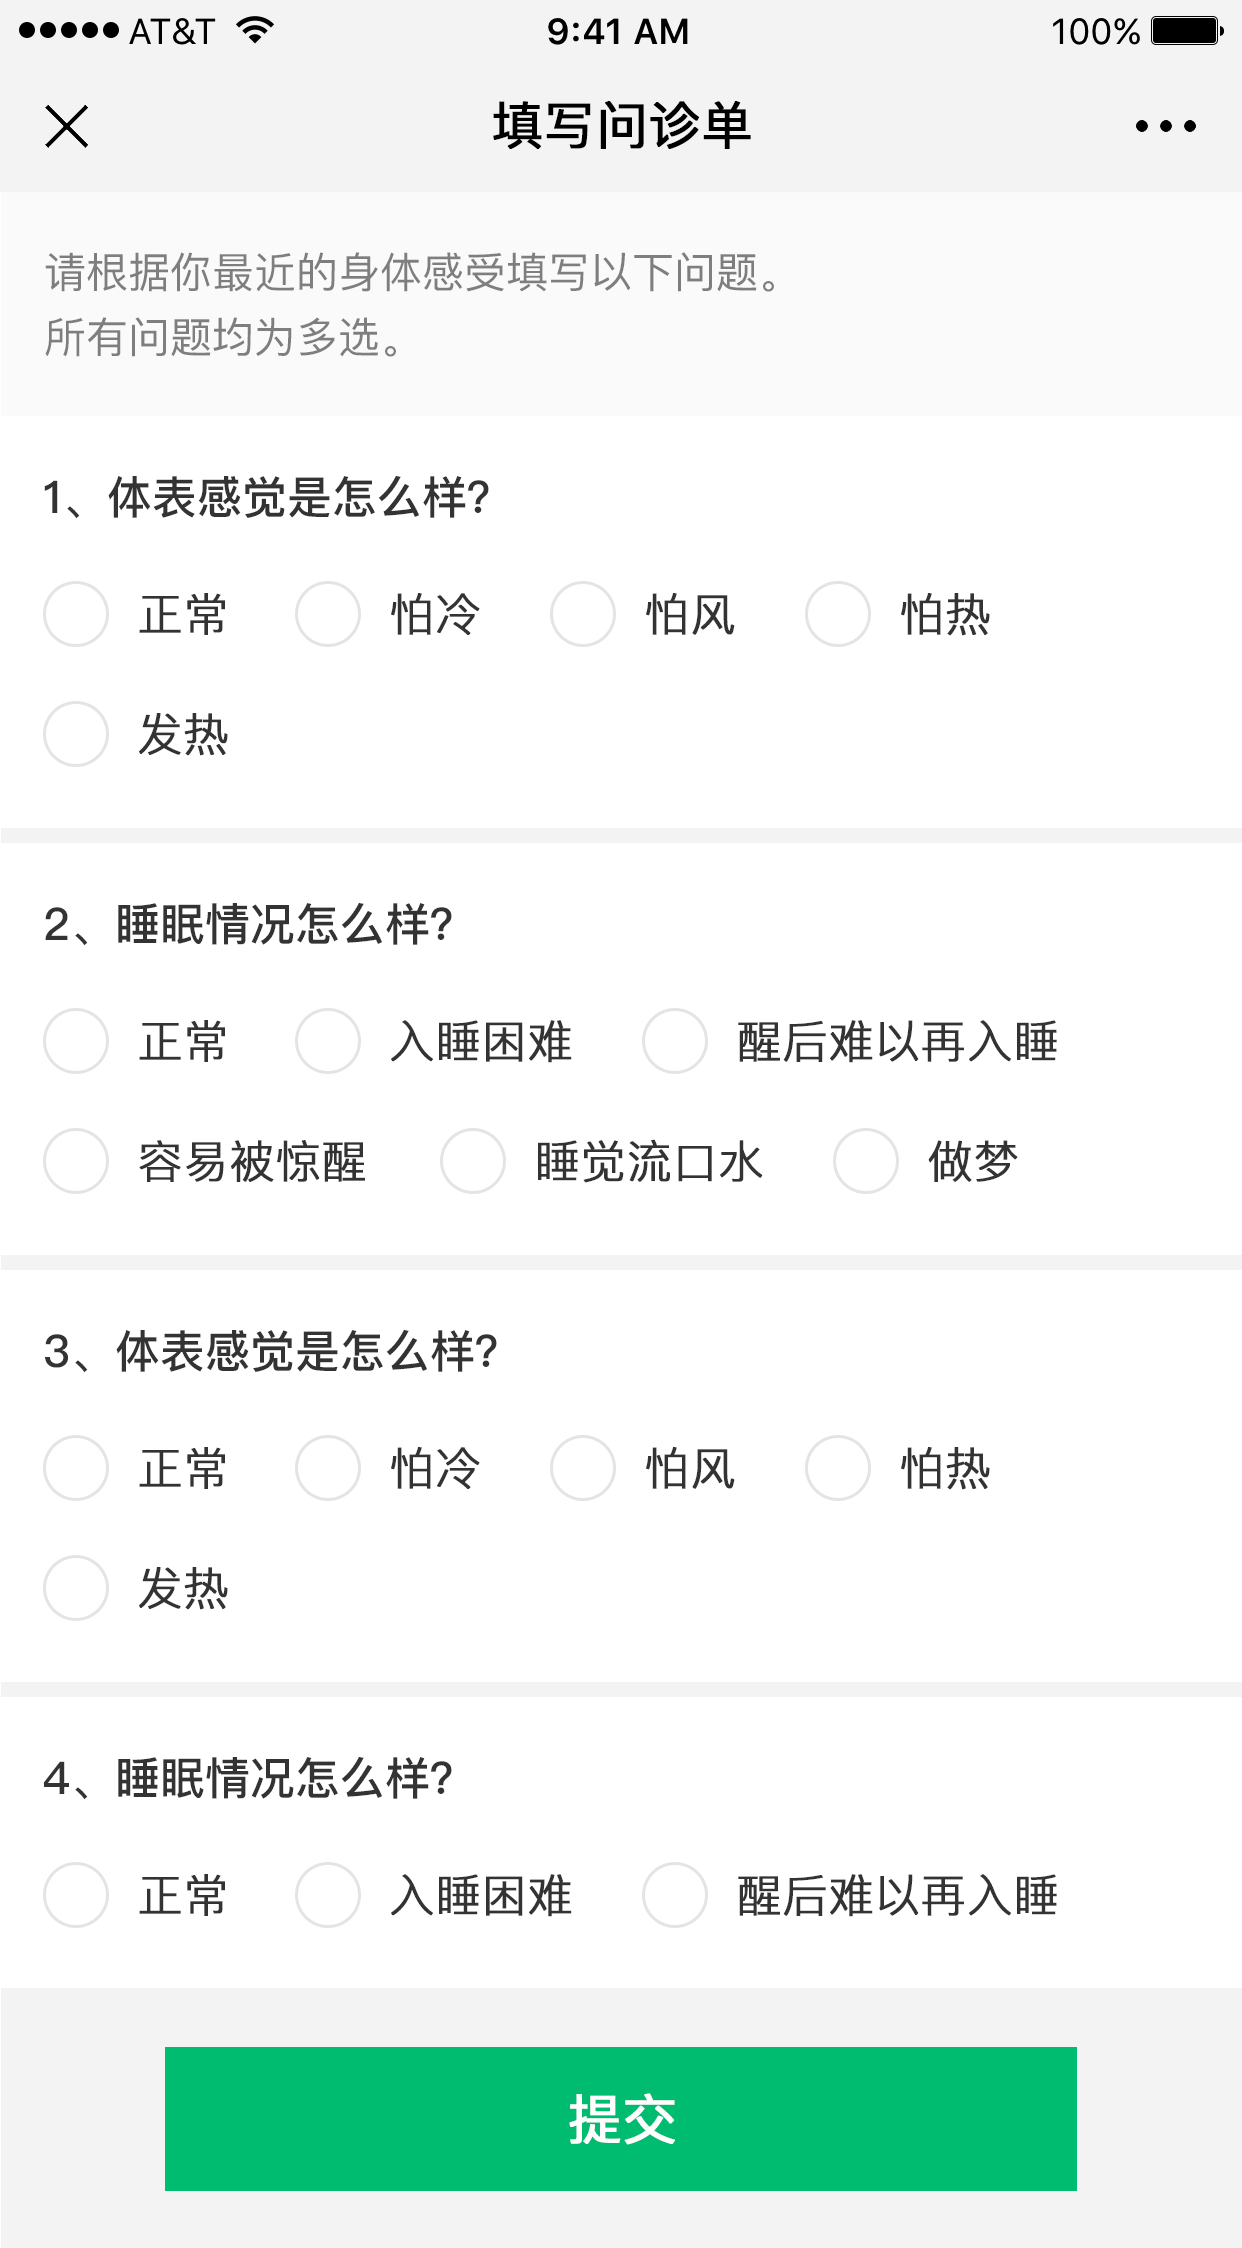 AT&T 9:41 AM 100%
填写问诊单
请根据你最近的身体感受填写以下问题。
所有问题均为多选。
1、体表感觉是怎么样?
正常 怕冷 怕风 怕热
发热
2、睡眠情况怎么样?
正常 入睡困难 醒后难以再入睡
容易被惊醒 睡觉流口水 做梦
3、体表感觉是怎么样?
正常 怕冷 怕风 怕热
发热
4、睡眠情况怎么样?
正常 入睡困难 醒后难以再入睡
提交